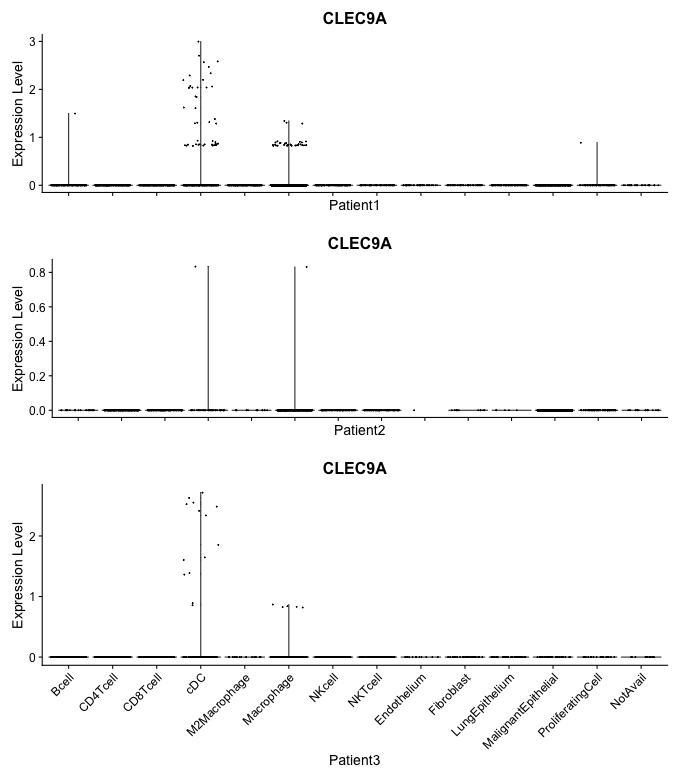 CLEC9A
Expression Level
3
2
1
0
Patient1
CLEC9A
Expression Level
0.8
0.6
0.4
0.2
0.0
Patient2
CLEC9A
Expression Level
2
1
0
Bcell
CD4Tcell
CD8Tcell
cDC
M2Macrophage
Macrophage
NKcell
NKTcell
Endothelium
Fibroblast
LungEpithelium
MalignantEpithelial
ProliferatingCell
NotAvail
Patient3